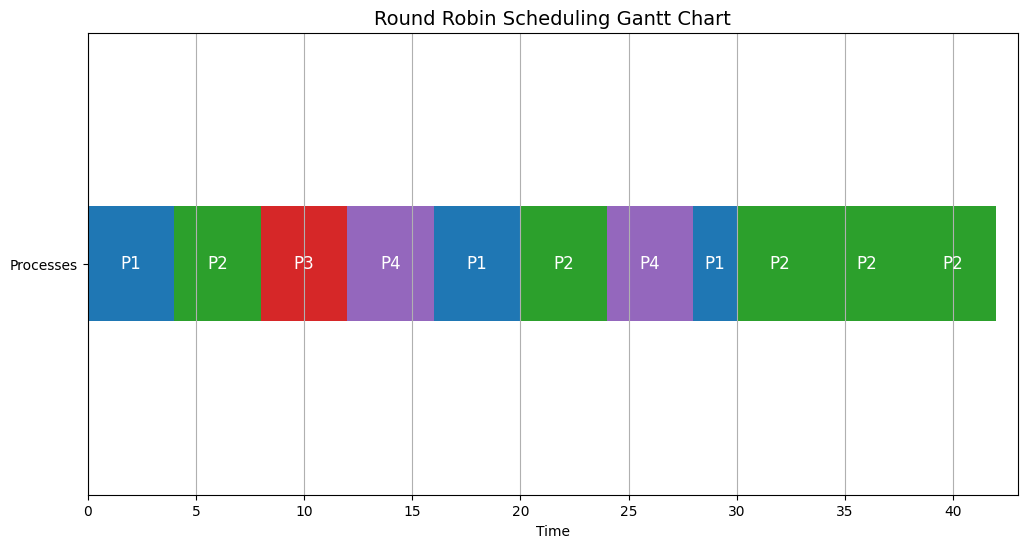 Round Robin Scheduling Gantt Chart
Processes
P1 P2 P3 P4 P1 P2 P4 P1 P2 P2 P2
0 5 10 15 20 25 30 35 40
Time